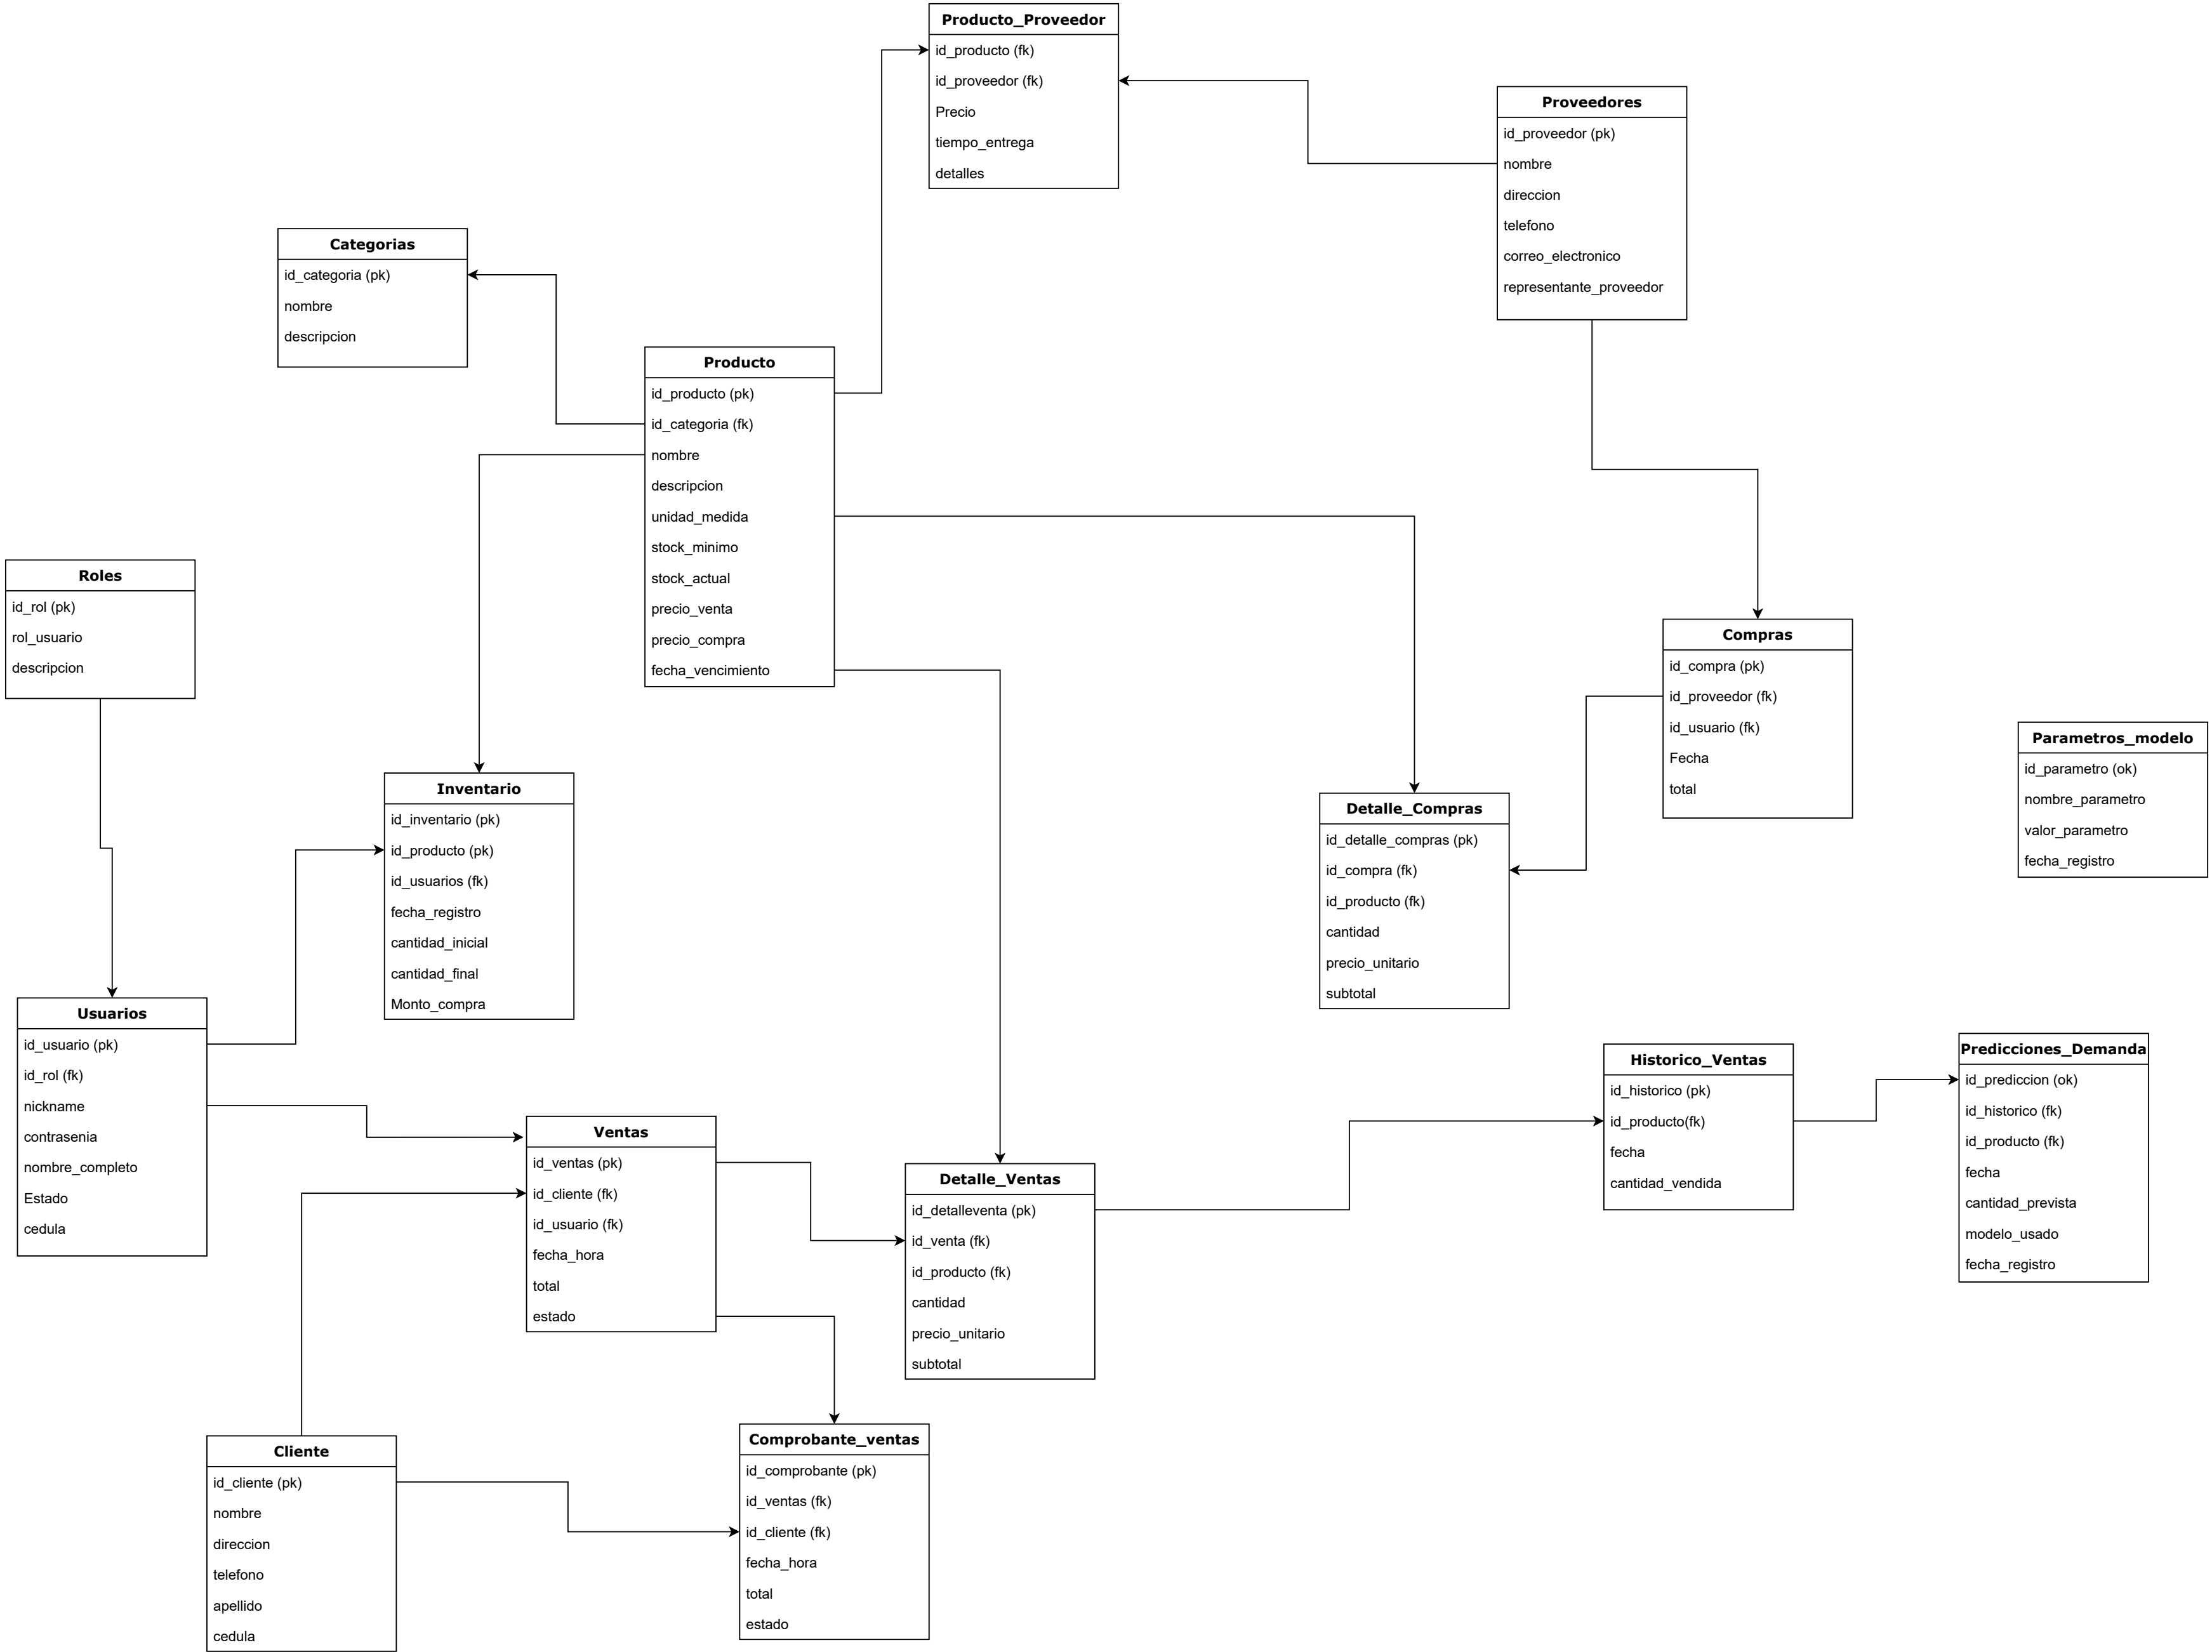 Producto_Proveedor
id_producto (fk)
id_proveedor (fk)
Precio
tiempo_entrega
detalles
Proveedores
id_proveedor (pk)
nombre
direccion
telefono
correo_electronico
representante_proveedor
Categorias
id_categoria (pk)
nombre
descripcion
Producto
id_producto (pk)
id_categoria (fk)
nombre
descripcion
unidad_medida
stock_minimo
stock_actual
precio_venta
precio_compra
fecha_vencimiento
Roles
id_rol (pk)
rol_usuario
descripcion
Compras
id_compra (pk)
id_proveedor (fk)
id_usuario (fk)
Fecha
total
Parametros_modelo
id_parametro (ok)
nombre_parametro
valor_parametro
fecha_registro
Inventario
id_inventario (pk)
id_producto (pk)
id_usuarios (fk)
fecha_registro
cantidad_inicial
cantidad_final
Monto_compra
Detalle_Compras
id_detalle_compras (pk)
id_compra (fk)
id_producto (fk)
cantidad
precio_unitario
subtotal
Usuarios
id_usuario (pk)
id_rol (fk)
nickname
contrasenia
nombre_completo
Estado
cedula
Historico_Ventas
id_historico (pk)
id_producto(fk)
fecha
cantidad_vendida
Predicciones_Demanda
id_prediccion (ok)
id_historico (fk)
id_producto (fk)
fecha
cantidad_prevista
modelo_usado
fecha_registro
Ventas
id_ventas (pk)
id_cliente (fk)
id_usuario (fk)
fecha_hora
total
estado
Detalle_Ventas
id_detalleventa (pk)
id_venta (fk)
id_producto (fk)
cantidad
precio_unitario
subtotal
Cliente
id_cliente (pk)
nombre
direccion
telefono
apellido
cedula
Comprobante_ventas
id_comprobante (pk)
id_ventas (fk)
id_cliente (fk)
fecha_hora
total
estado